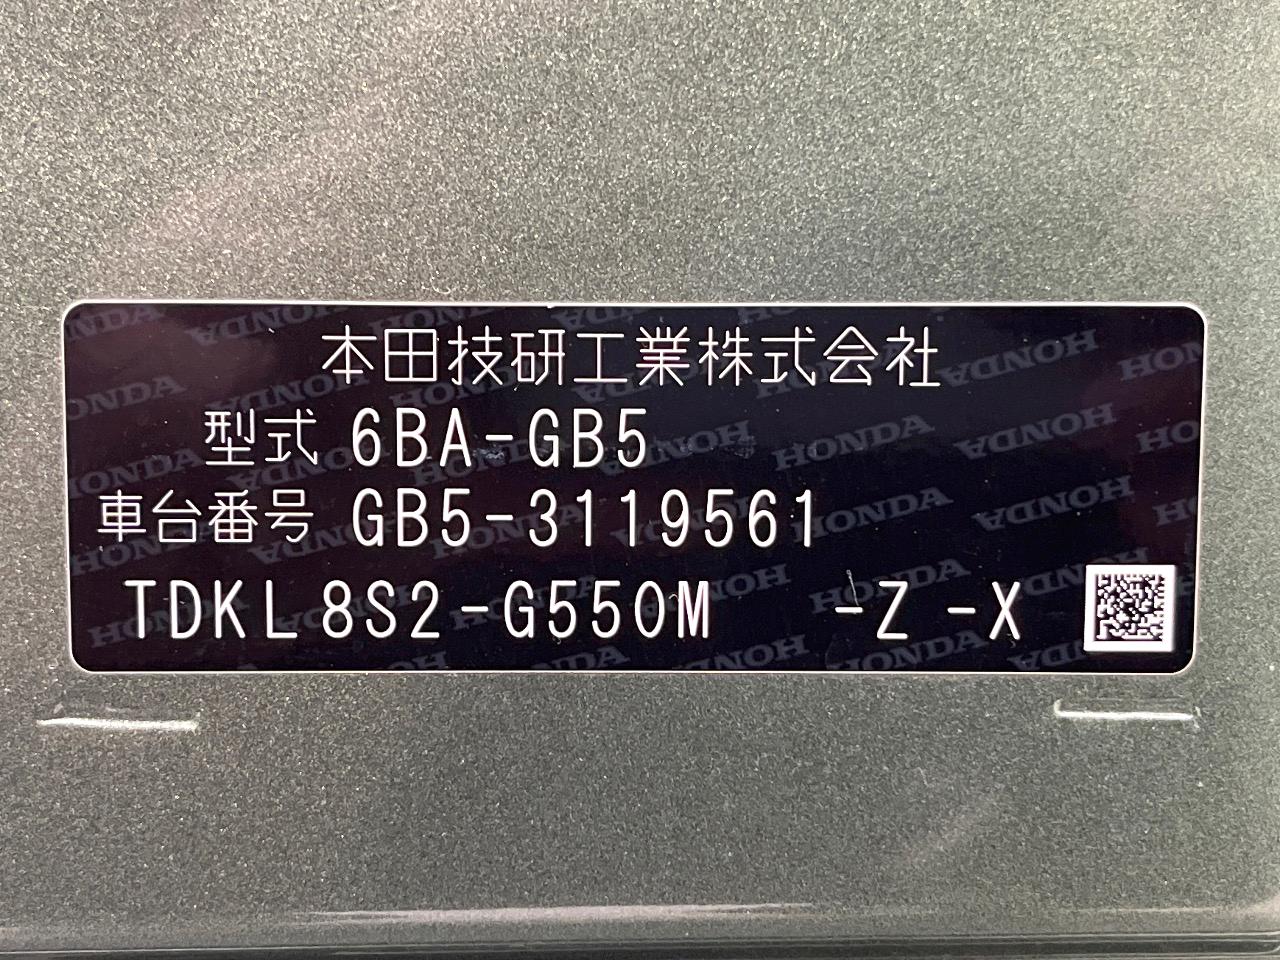 本田技研工業株式会社
型式 6BA-GB5
車台番号 GB5-3119561
TDKL8S2-G550M -Z -X